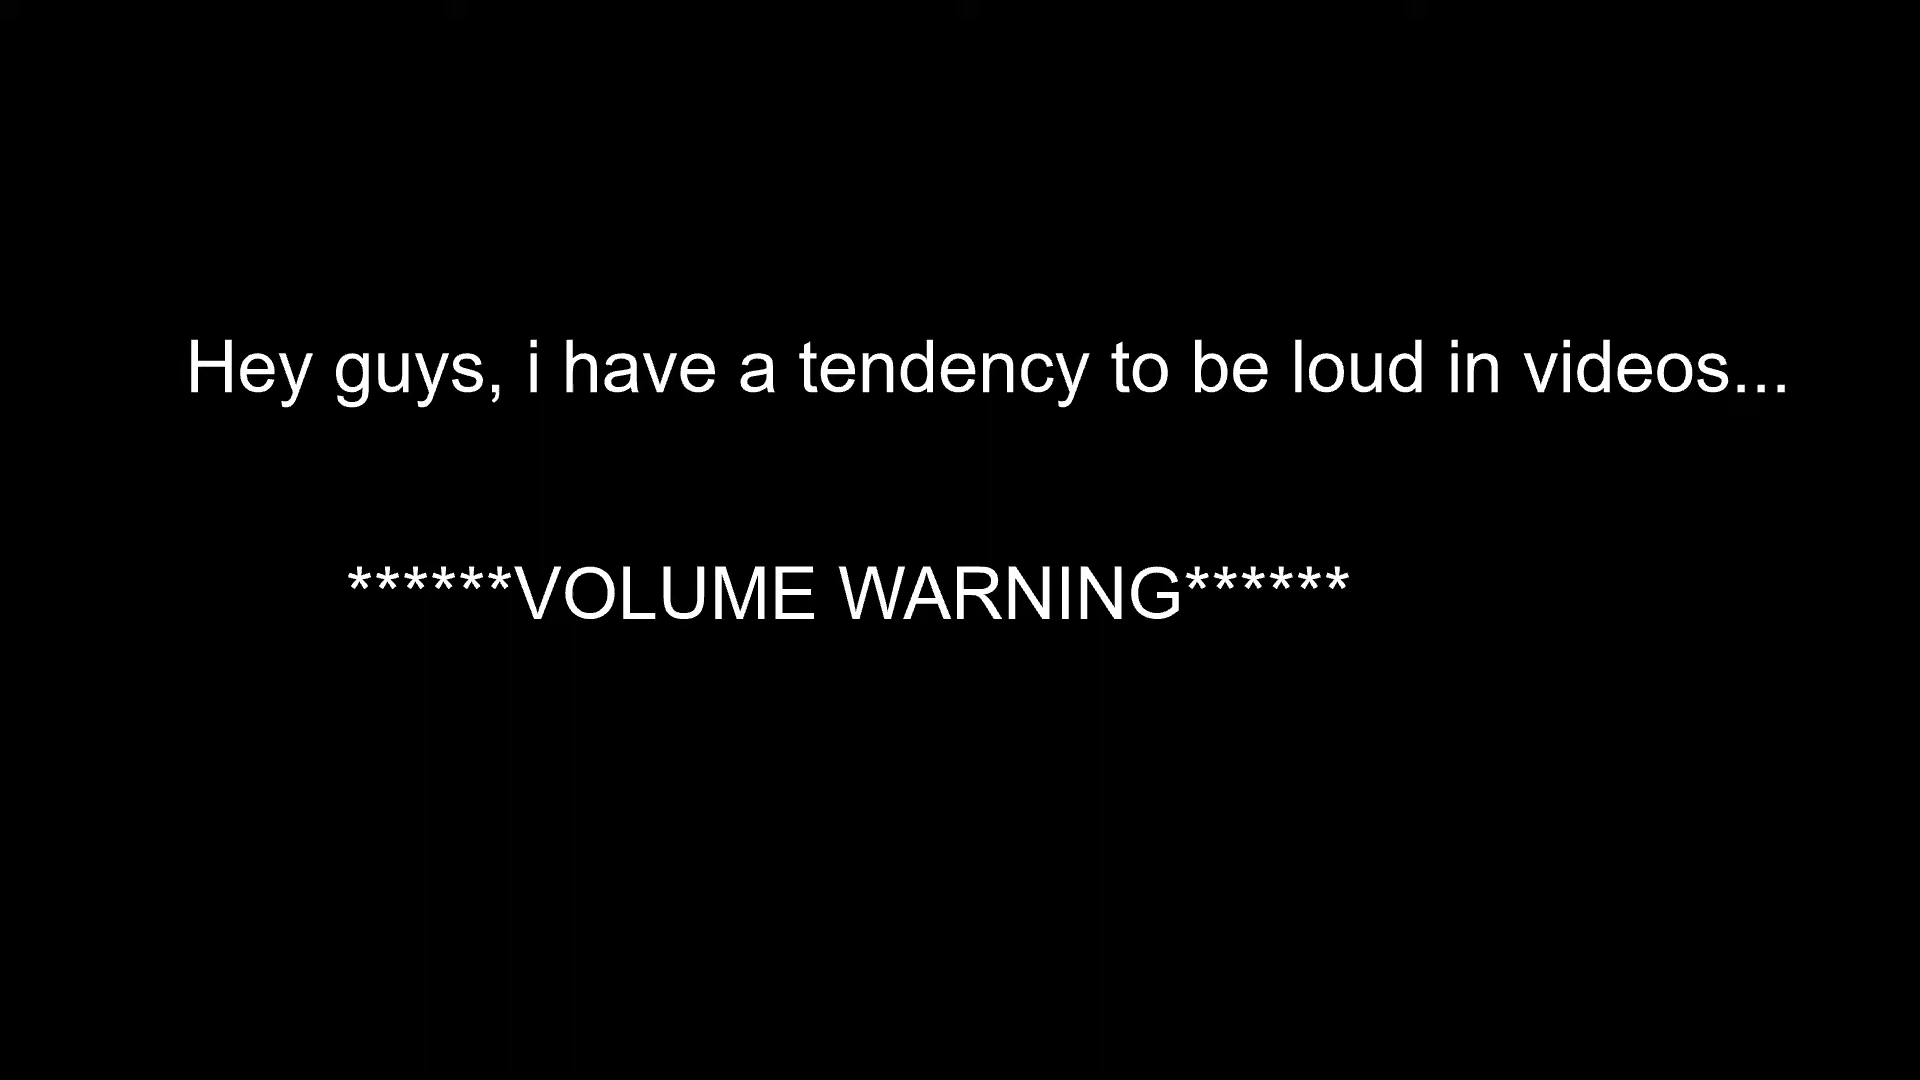 Hey guys, i have a tendency to be loud in videos...
******VOLUME WARNING******